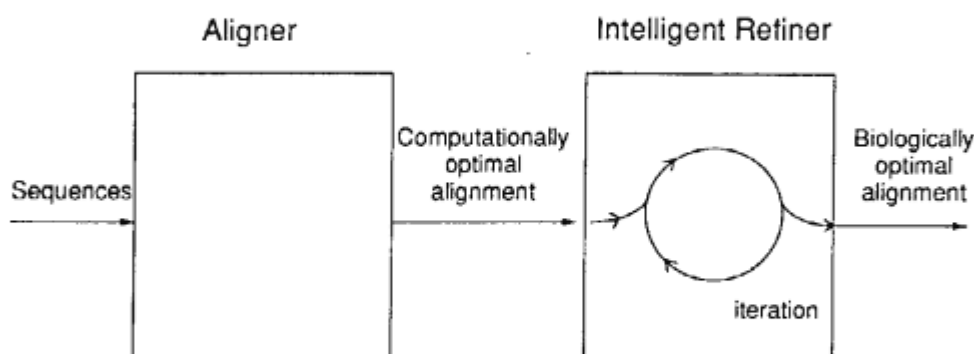 Aligner
Intelligent Refiner
Sequences
Computationally
optimal
alignment
iteration
Biologically
optimal
alignment